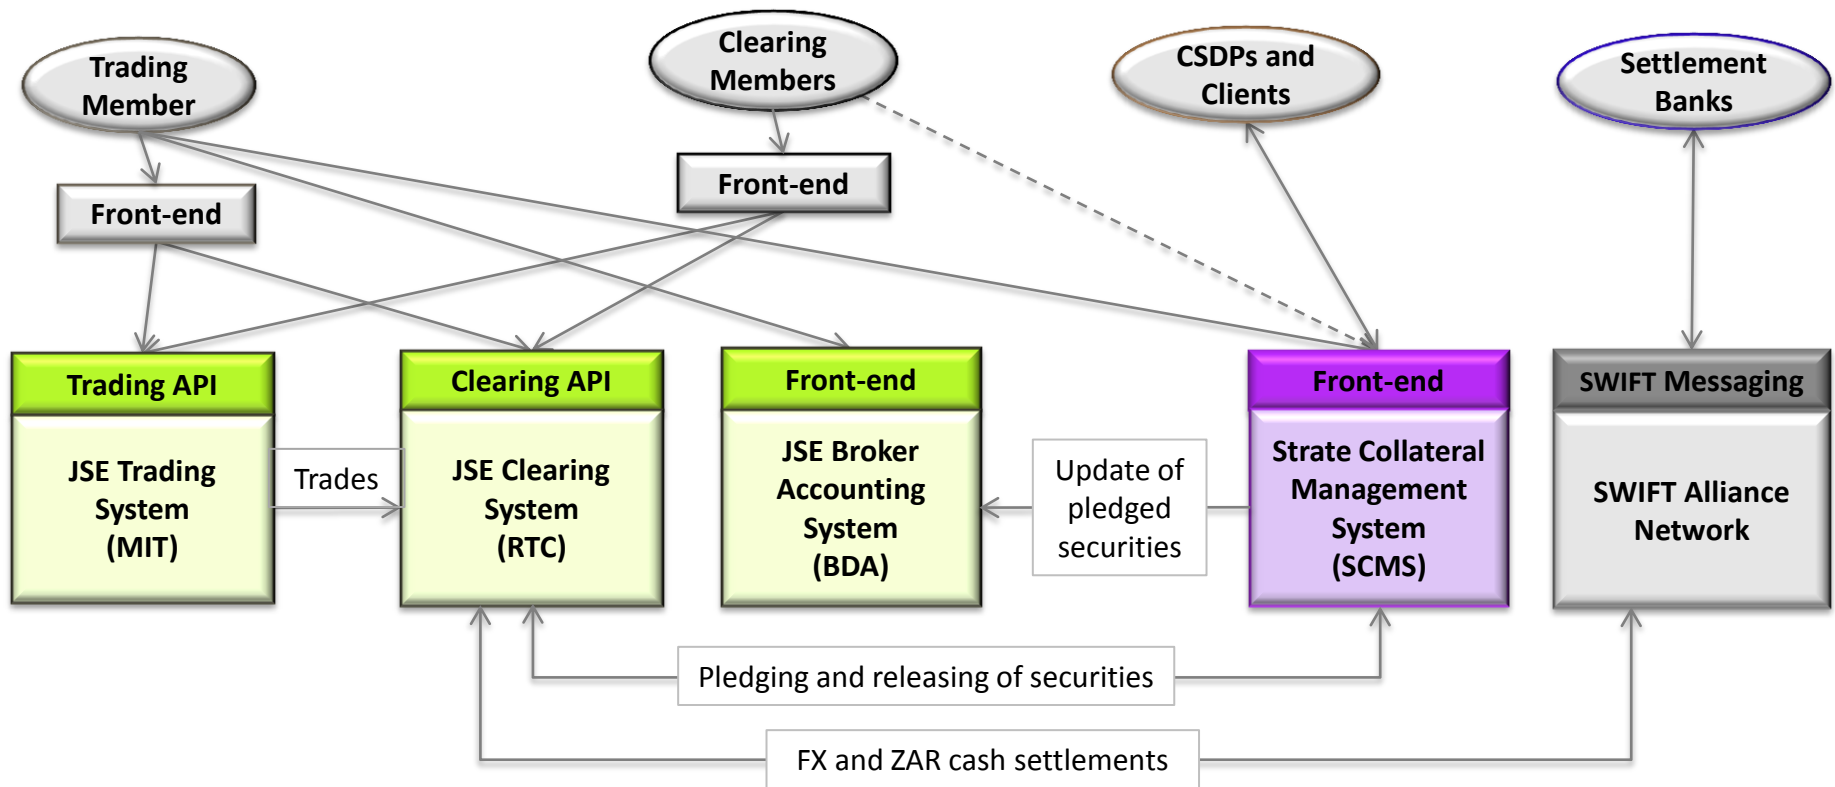 Trading
Member
Clearing
Members
CSDPs and
Clients
Settlement
Banks
Front-end
Front-end
Trading API
JSE Trading
System
(MIT)
Trades
Clearing API
JSE Clearing
System
(RTC)
Front-end
JSE Broker
Accounting
System
(BDA)
Update of
pledged
securities
Front-end
Strate Collateral
Management
System
(SCMS)
SWIFT Messaging
SWIFT Alliance
Network
Pledging and releasing of securities
FX and ZAR cash settlements